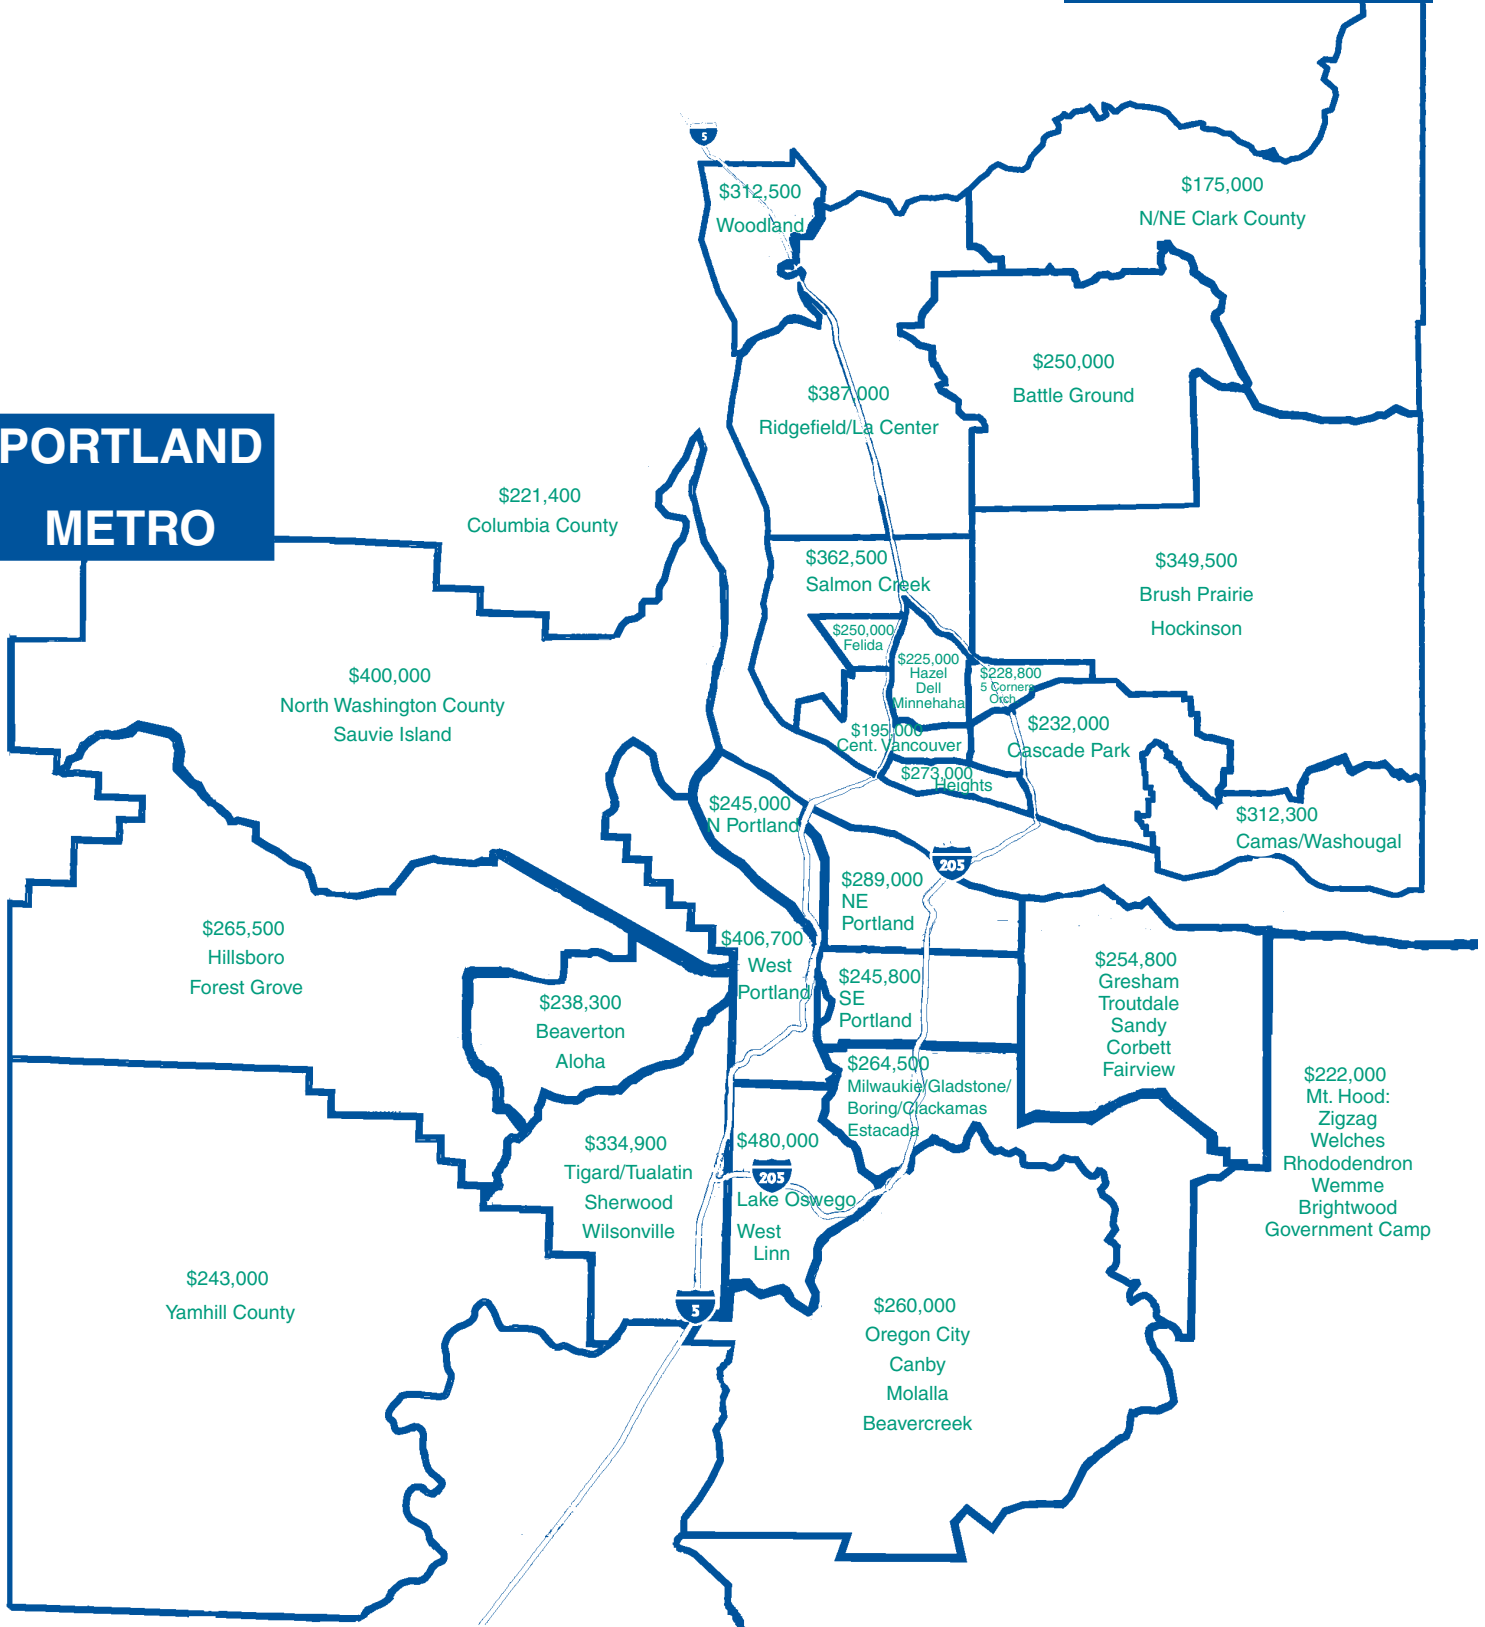 5
$312,500
Woodland
$175,000
N/NE Clark County
$250,000
Battle Ground
$387,000
Ridgefield/La Center
PORTLAND
METRO
$221,400
Columbia County
$362,500
Salmon Creek
$349,500
Brush Prairie
Hockinson
$250,000
Felida
$225,000
Hazel
Dell
Minnehaha
$228,800
5 Corners
Orch
$400,000
North Washington County
Sauvie Island
$232,000
Cascade Park
$195,000
Cent. Vancouver
$273,000
Heights
$245,000
N Portland
$312,300
Camas/Washougal
205
$289,000
NE
Portland
$265,500
Hillsboro
Forest Grove
$406,700
West
Portland
$245,800
SE
Portland
$254,800
Gresham
Troutdale
Sandy
Corbett
Fairview
$238,300
Beaverton
Aloha
$264,500
Milwaukie/Gladstone/
Boring/Clackamas
Estacada
$222,000
Mt. Hood:
Zigzag
Welches
Rhododendron
Wemme
Brightwood
Government Camp
$334,900
Tigard/Tualatin
Sherwood
Wilsonville
$480,000
205
Lake Oswego
West
Linn
$243,000
Yamhill County
5
$260,000
Oregon City
Canby
Molalla
Beavercreek